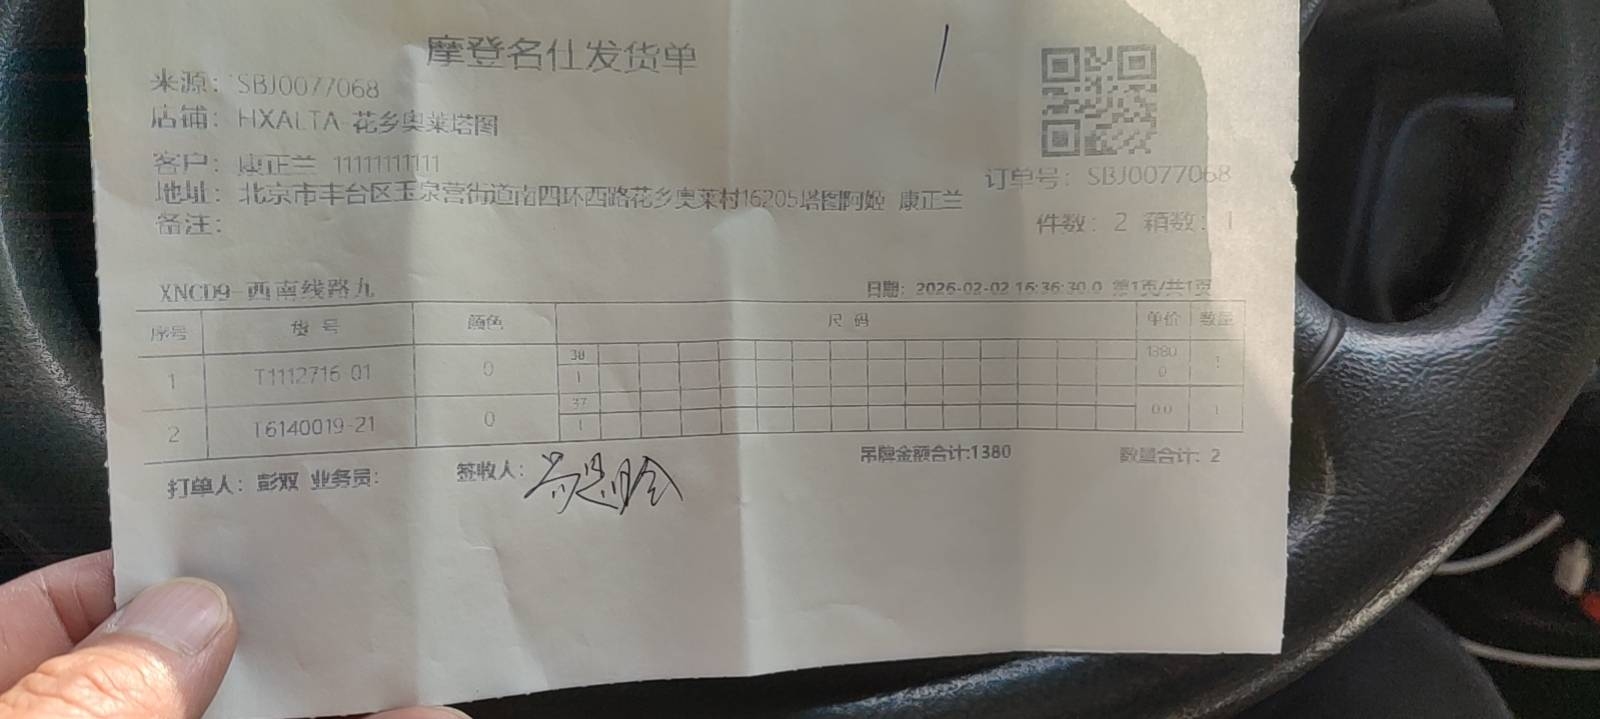 摩登名仕发货单
来源: SBJ0077068
店铺: HXALTA-花乡奥莱塔图
客户: 康正兰 11111111111
地址: 北京市丰台区玉泉营街道南四环西路花乡奥莱村16205塔图阿姬 康正兰
备注:
订单号: SBJ0077068
件数: 2 箱数: 1
XNCD9-西南线路九
日期: 2026-02-02 16:36:30.0 第1页/共1页
序号 型号 颜色 尺码 单价 数量
1 T1112716-01 0 38 1 1380 0 1
2 T6140019-21 0 37 1 0.0 1
吊牌金额合计:1380 数量合计: 2
打单人: 彭双 业务员: 签收人: